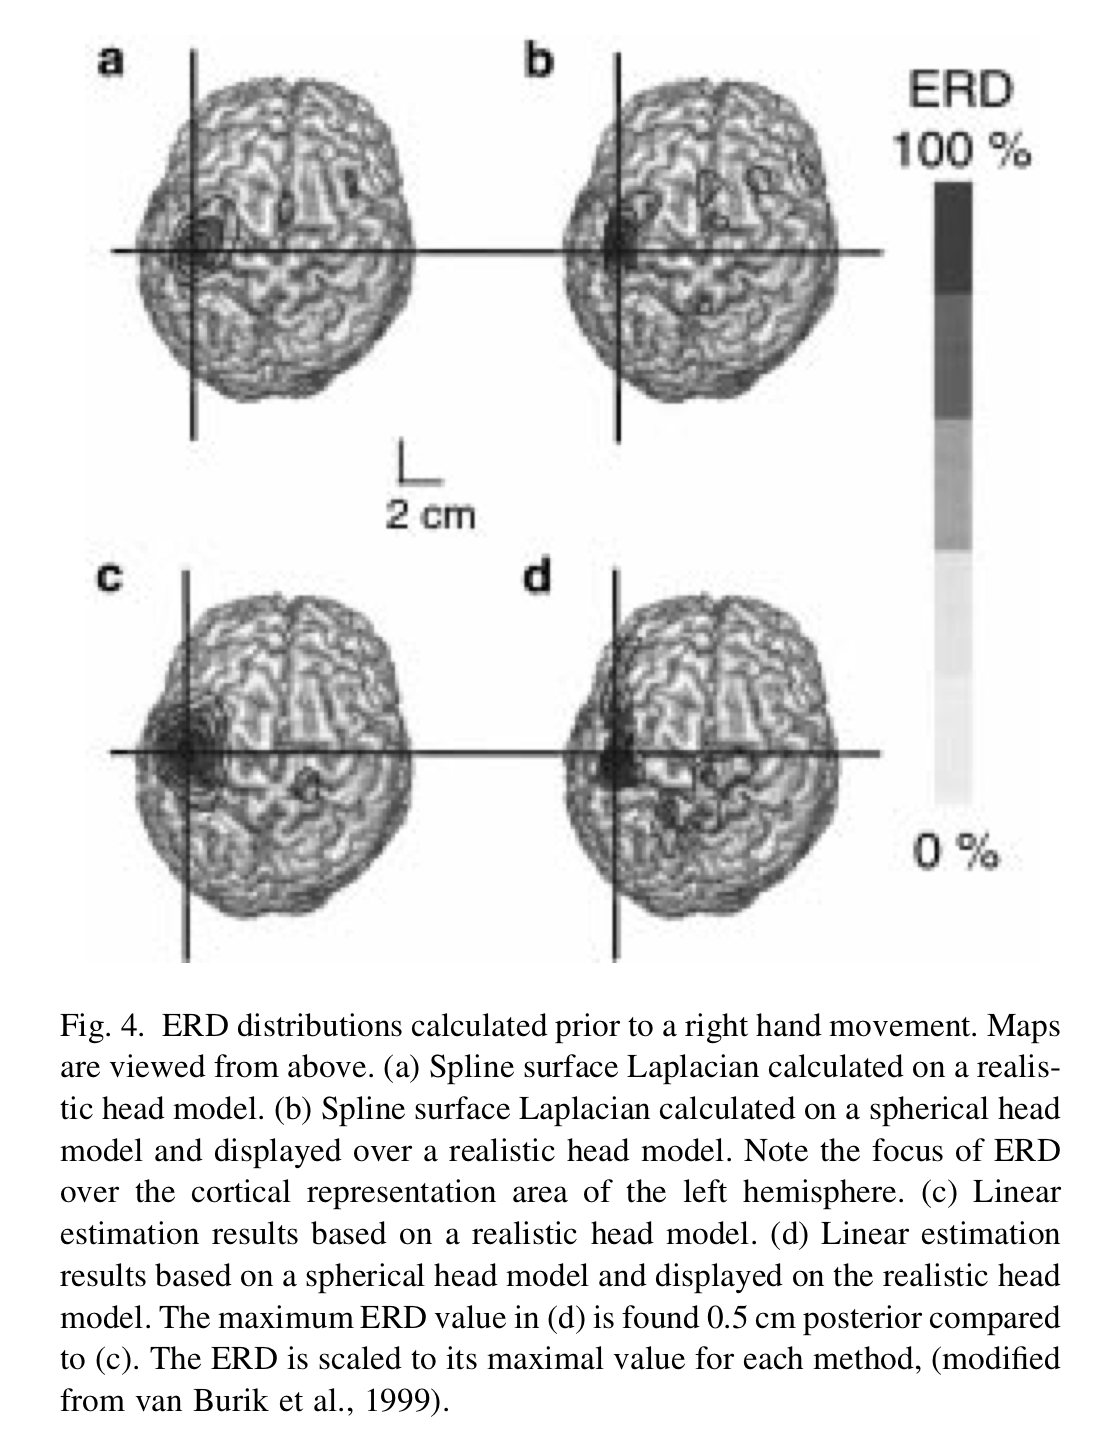 a
b
ERD
100 %
2 cm
c
d
0 %
Fig. 4. ERD distributions calculated prior to a right hand movement. Maps
are viewed from above. (a) Spline surface Laplacian calculated on a realis-
tic head model. (b) Spline surface Laplacian calculated on a spherical head
model and displayed over a realistic head model. Note the focus of ERD
over the cortical representation area of the left hemisphere. (c) Linear
estimation results based on a realistic head model. (d) Linear estimation
results based on a spherical head model and displayed on the realistic head
model. The maximum ERD value in (d) is found 0.5 cm posterior compared
to (c). The ERD is scaled to its maximal value for each method, (modified
from van Burik et al., 1999).